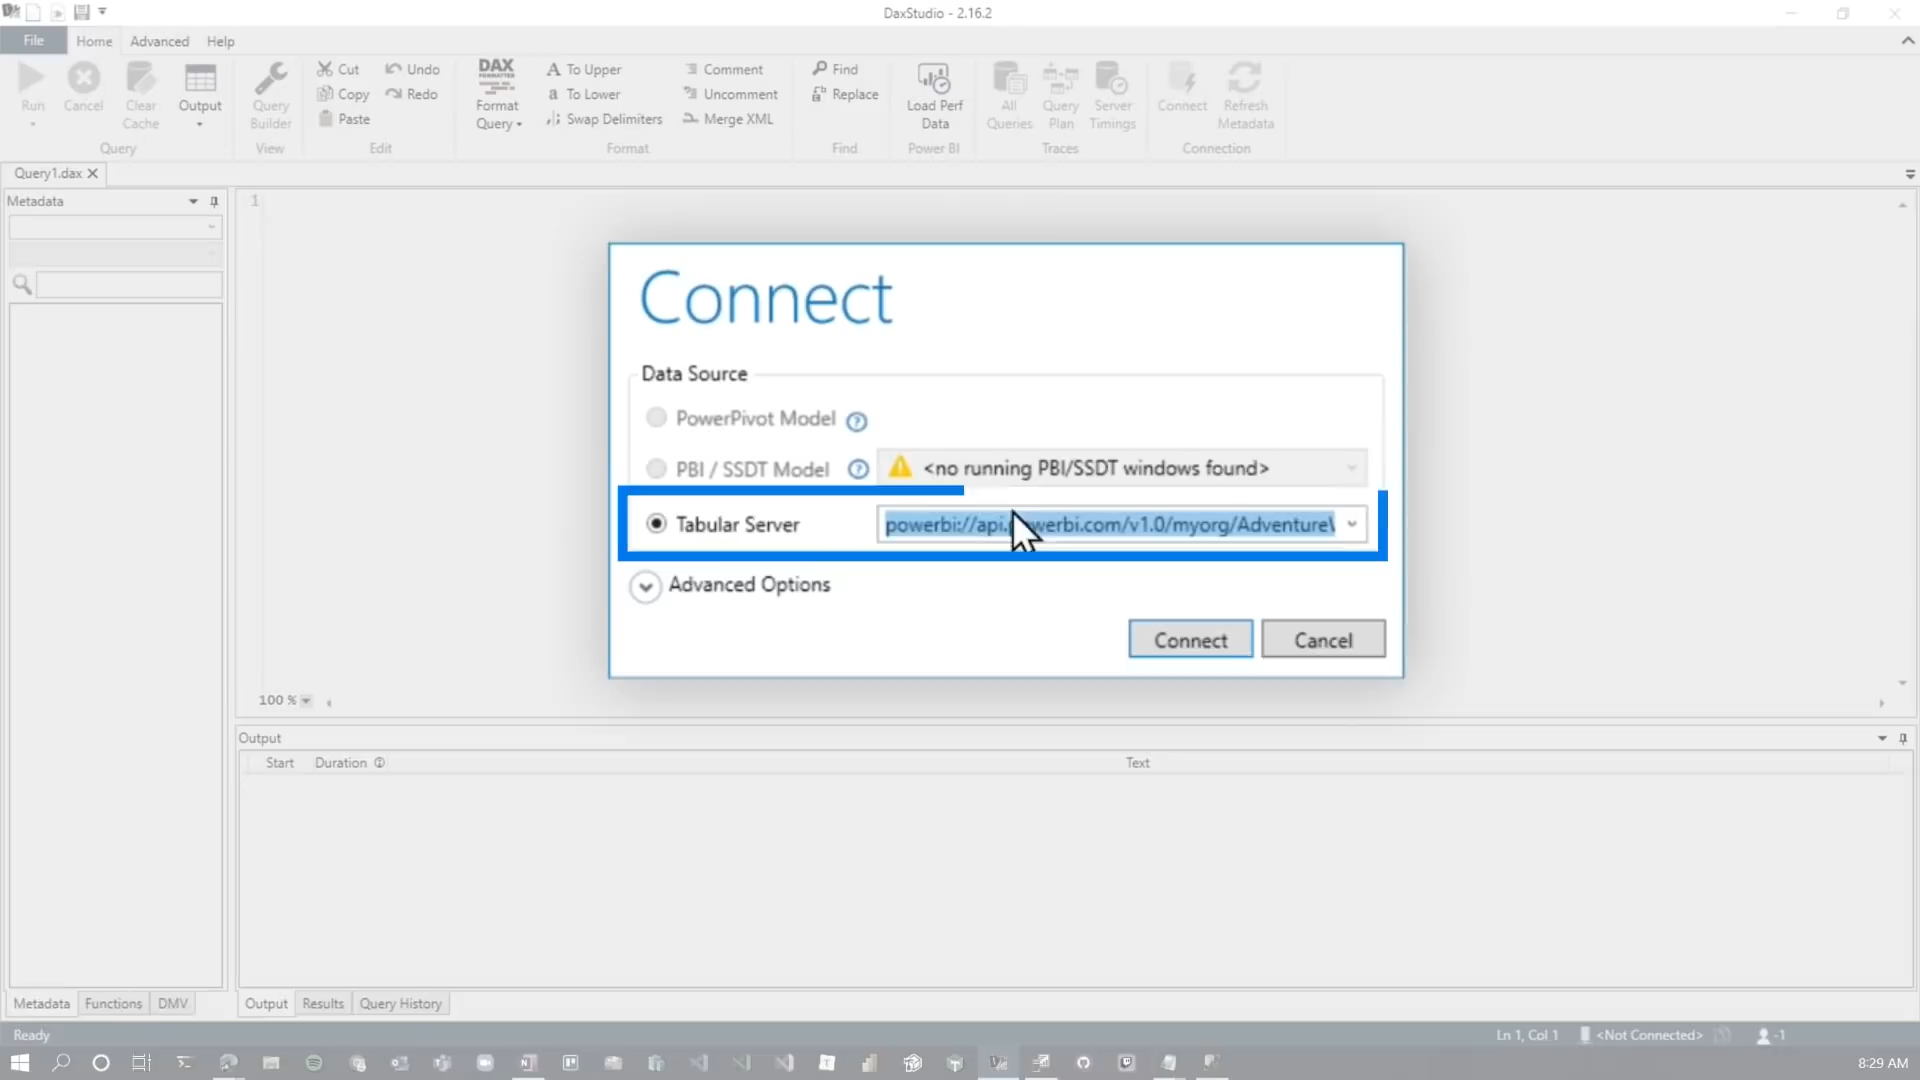 DaxStudio - 2.16.2
File Home Advanced Help
Run
Cancel
Clear Cache
Output
Query
Query Builder
View
Cut
Copy
Paste
Undo
Redo
Edit
DAX
FORMATTER
Format Query
To Upper
To Lower
Swap Delimiters
Comment
Uncomment
Merge XML
Format
Find
Replace
Find
Load Perf Data
Power BI
All Queries
Query Plan
Server Timings
Traces
Connect
Refresh Metadata
Connection
Query1.dax
Metadata
1
Connect
Data Source
PowerPivot Model ?
PBI / SSDT Model ? <no running PBI/SSDT windows found>
Tabular Server
Advanced Options
Connect Cancel
100 %
Output
Start Duration Text
Metadata Functions DMV Output Results Query History
Ready Ln 1, Col 1 <Not Connected> -1
8:29 AM